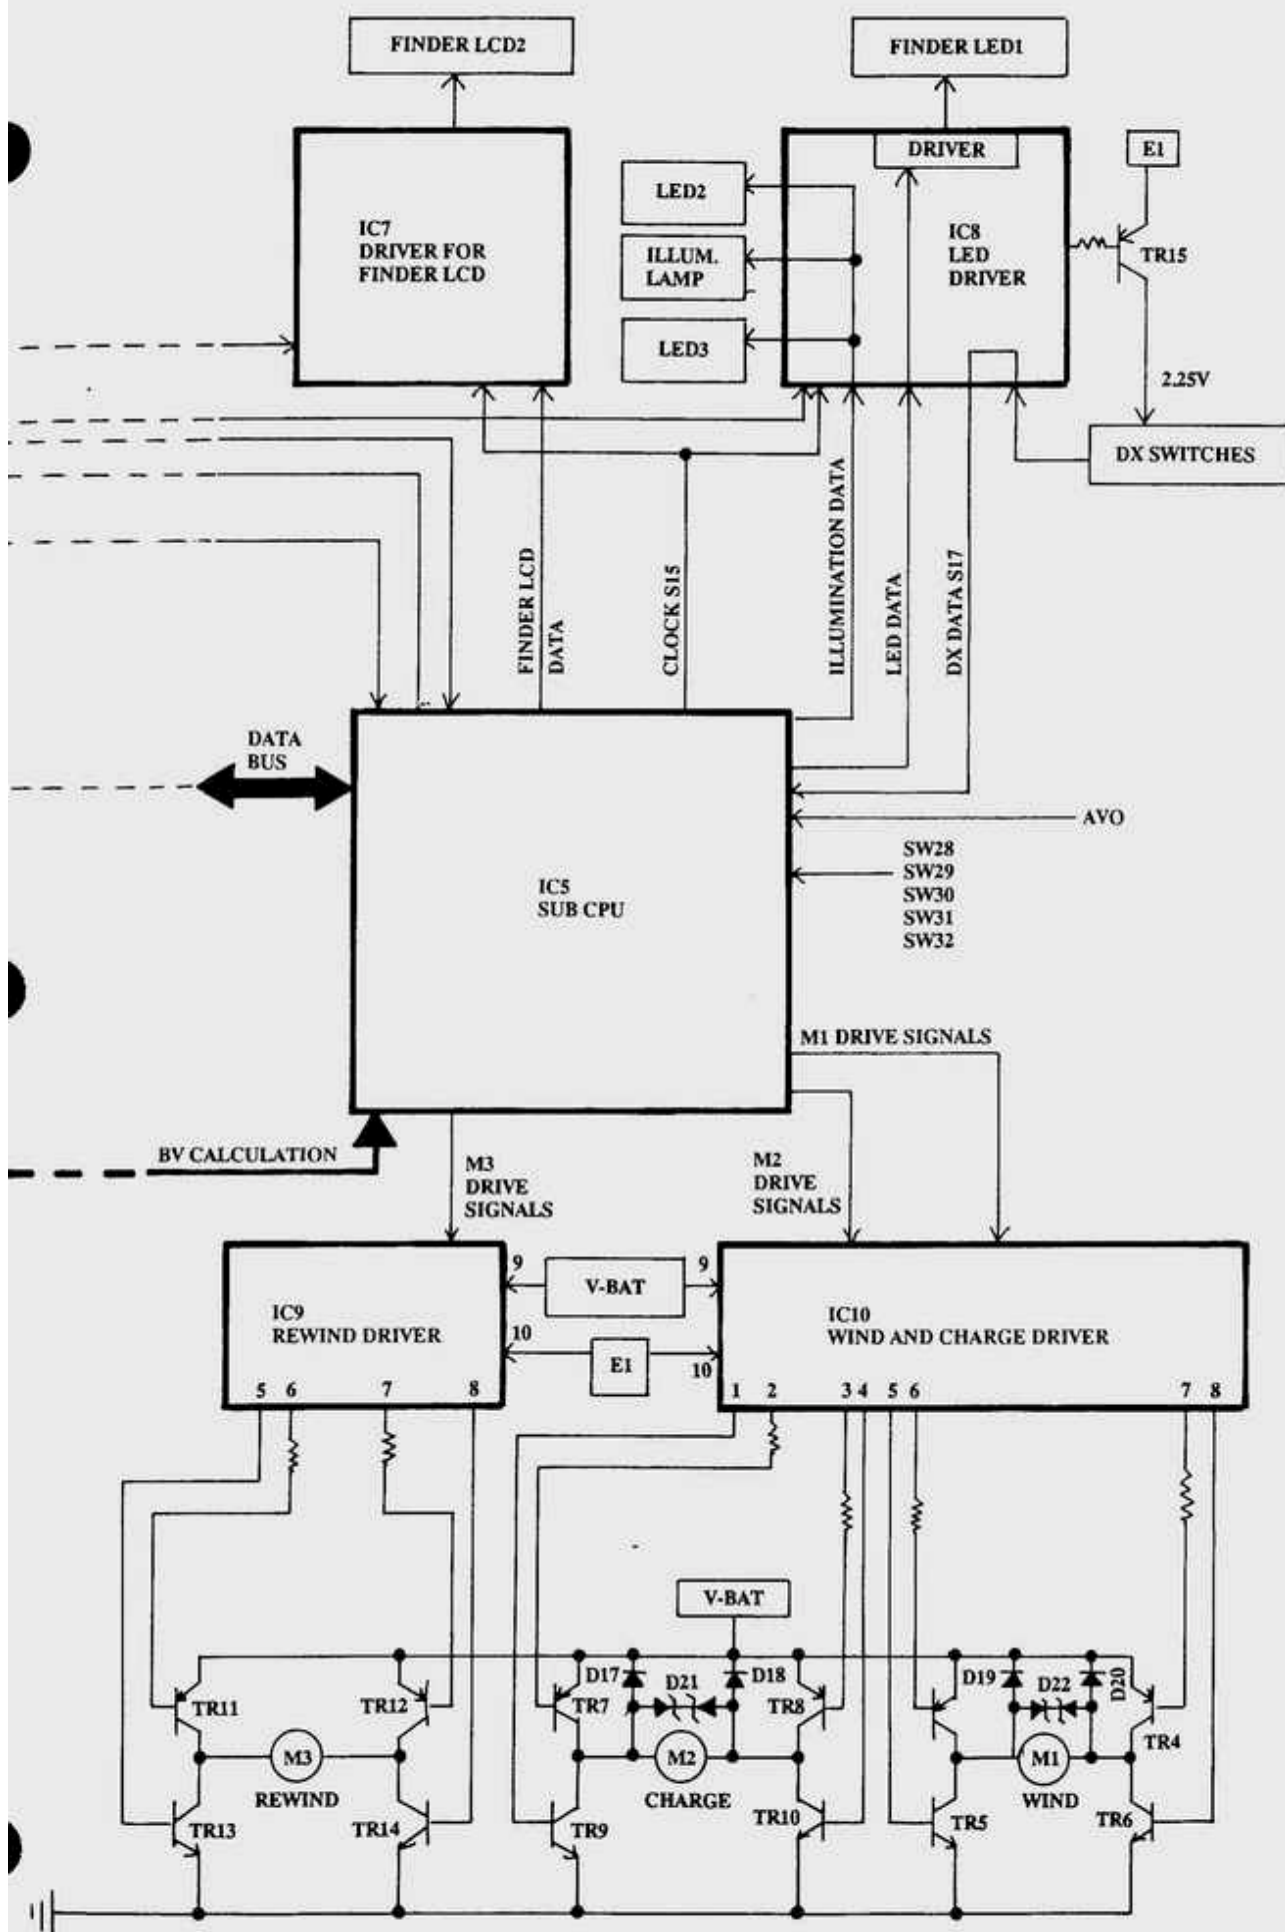 FINDER LCD2
FINDER LED1
DRIVER
E1
LED2
IC7
DRIVER FOR
FINDER LCD
IC8
LED
DRIVER
TR15
ILLUM.
LAMP
LED3
2.25V
DX SWITCHES
FINDER LCD
DATA
CLOCK S15
ILLUMINATION DATA
LED DATA
DX DATA S17
DATA
BUS
AVO
SW28
SW29
SW30
SW31
SW32
IC5
SUB CPU
M1 DRIVE SIGNALS
BV CALCULATION
M3
DRIVE
SIGNALS
M2
DRIVE
SIGNALS
9
V-BAT
9
IC9
REWIND DRIVER
IC10
WIND AND CHARGE DRIVER
10
E1
10
5 6 7 8
1 2 3 4 5 6 7 8
V-BAT
D17
D21
D18
D19
D22
D20
TR11
TR12
TR7
TR8
TR4
M3
M2
M1
REWIND
CHARGE
WIND
TR13
TR14
TR9
TR10
TR5
TR6